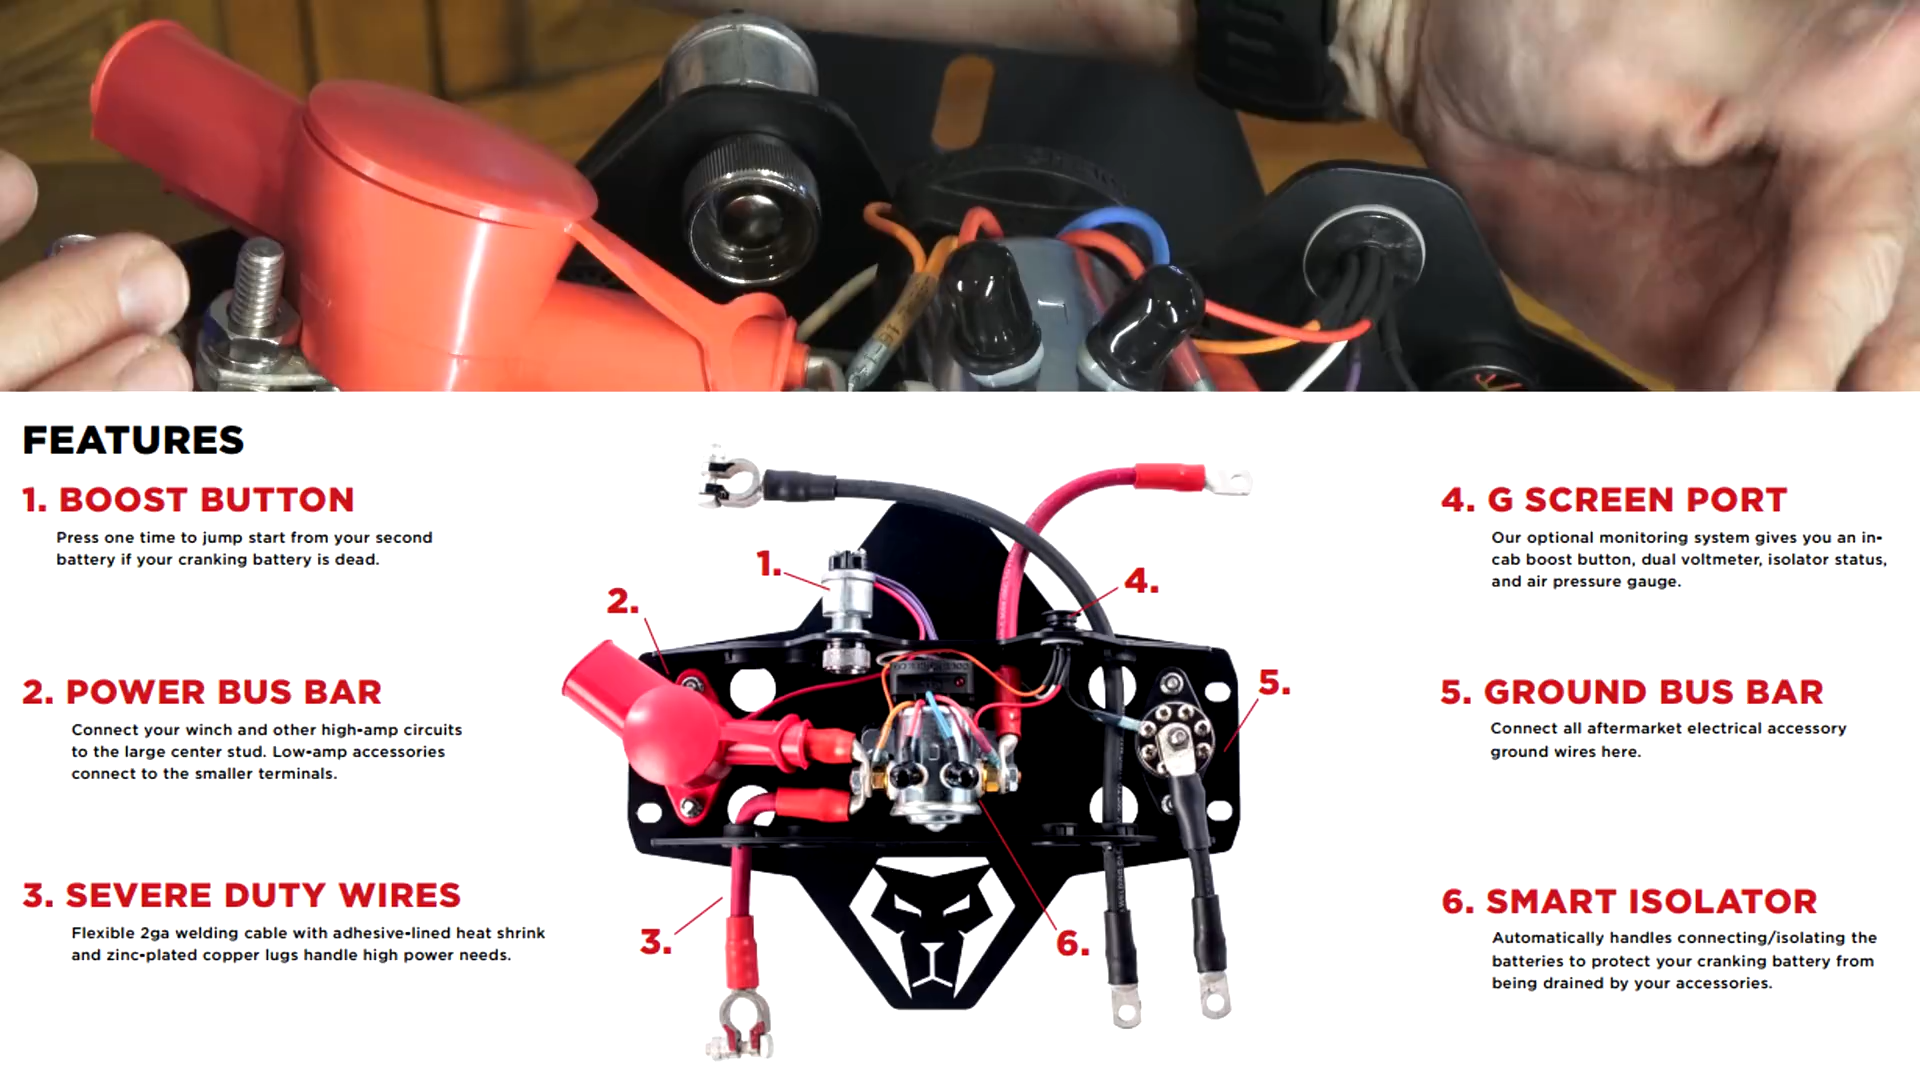 FEATURES
1. BOOST BUTTON
Press one time to jump start from your second
battery if your cranking battery is dead.
2. POWER BUS BAR
Connect your winch and other high-amp circuits
to the large center stud. Low-amp accessories
connect to the smaller terminals.
3. SEVERE DUTY WIRES
Flexible 2ga welding cable with adhesive-lined heat shrink
and zinc-plated copper lugs handle high power needs.
1.
2.
3.
4.
5.
6.
4. G SCREEN PORT
Our optional monitoring system gives you an in-
cab boost button, dual voltmeter, isolator status,
and air pressure gauge.
5. GROUND BUS BAR
Connect all aftermarket electrical accessory
ground wires here.
6. SMART ISOLATOR
Automatically handles connecting/isolating the
batteries to protect your cranking battery from
being drained by your accessories.